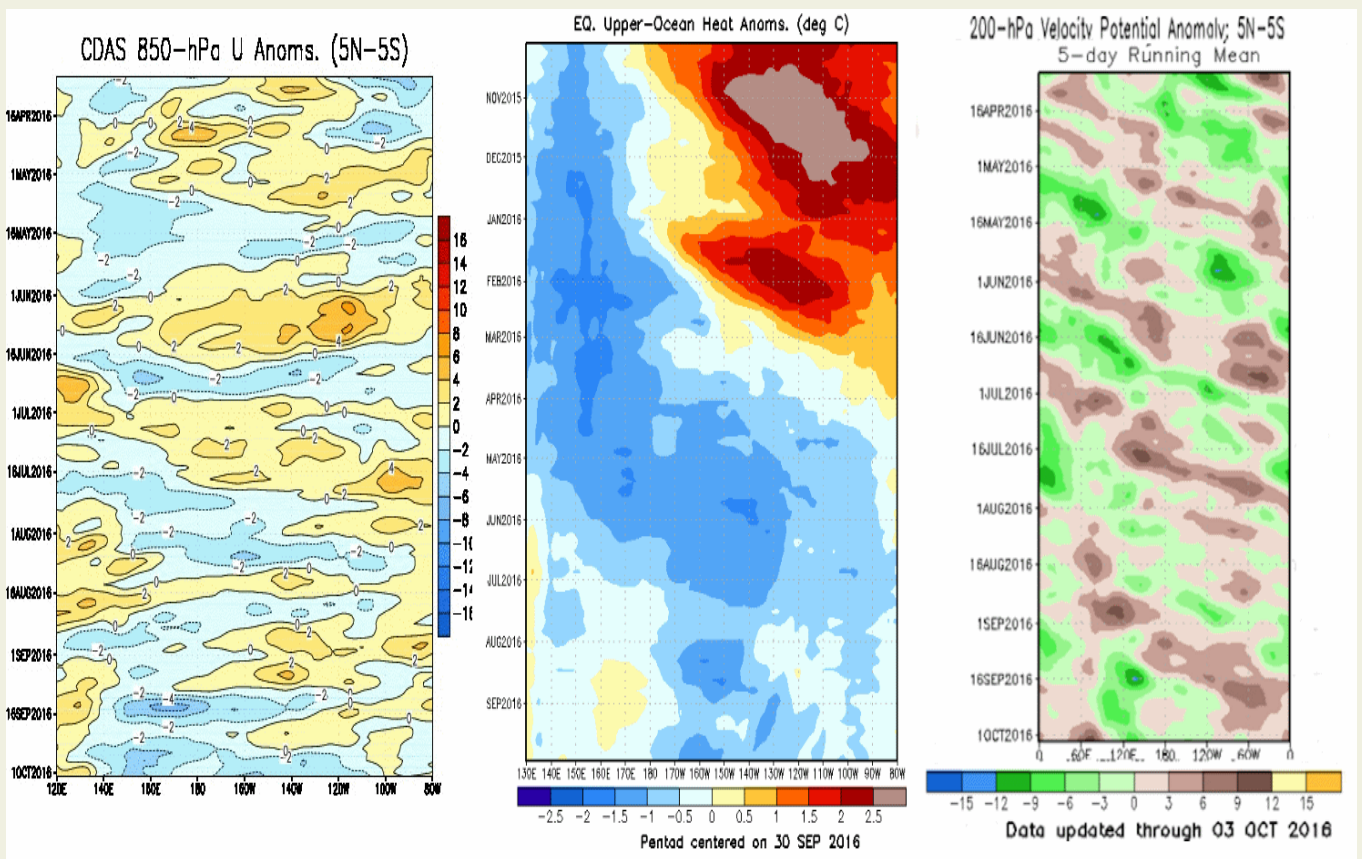 CDAS 850-hPa U Anoms. (5N-5S)
16APR2016
1MAY2016
16MAY2016
1JUN2016
16JUN2016
1JUL2016
16JUL2016
1AUG2016
16AUG2016
1SEP2016
16SEP2016
1OCT2016
120E 140E 160E 180 160W 140W 120W 100W 80W
16
14
12
10
8
6
4
2
0
-2
-4
-6
-8
EQ. Upper-Ocean Heat Anoms. (deg C)
NOV2015
DEC2015
JAN2016
FEB2016
MAR2016
APR2016
MAY2016
JUN2016
JUL2016
AUG2016
SEP2016
130E 140E 150E 160E 170E 180 170W 160W 150W 140W 130W 120W 110W 100W 90W 80W
-2.5 -2 -1.5 -1 -0.5 0 0.5 1 1.5 2 2.5
Pentad centered on 30 SEP 2016
200-hPa Velocity Potential Anomaly: 5N-5S
5-day Running Mean
16APR2016
1MAY2016
16MAY2016
1JUN2016
16JUN2016
1JUL2016
16JUL2016
1AUG2016
16AUG2016
1SEP2016
16SEP2016
1OCT2016
0 60E 120E 180 120W 60W 0
-15 -12 -9 -6 -3 0 3 6 9 12 15
Data updated through 03 OCT 2016